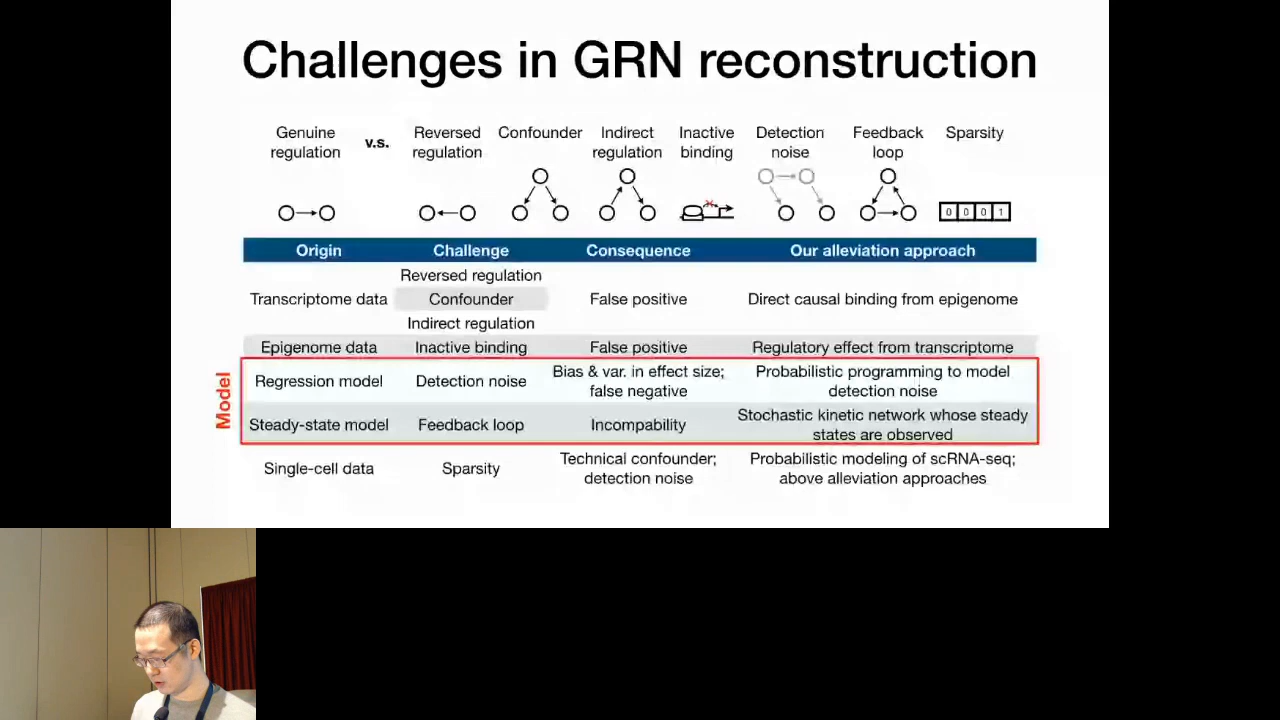 Challenges in GRN reconstruction
Genuine regulation
v.s.
Reversed regulation
Confounder
Indirect regulation
Inactive binding
Detection noise
Feedback loop
Sparsity
0 0 0 1
Origin Challenge Consequence Our alleviation approach
Reversed regulation
Transcriptome data Confounder False positive Direct causal binding from epigenome
Indirect regulation
Epigenome data Inactive binding False positive Regulatory effect from transcriptome
Model
Regression model Detection noise Bias & var. in effect size; false negative Probabilistic programming to model detection noise
Steady-state model Feedback loop Incompability Stochastic kinetic network whose steady states are observed
Single-cell data Sparsity Technical confounder; detection noise Probabilistic modeling of scRNA-seq; above alleviation approaches